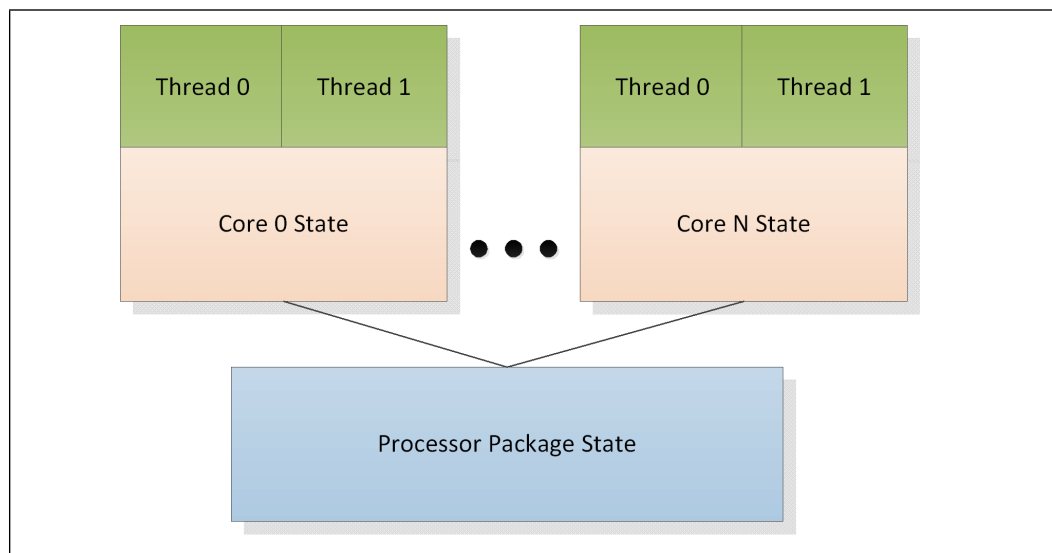 Thread 0 Thread 1 Thread 0 Thread 1
Core 0 State Core N State
Processor Package State